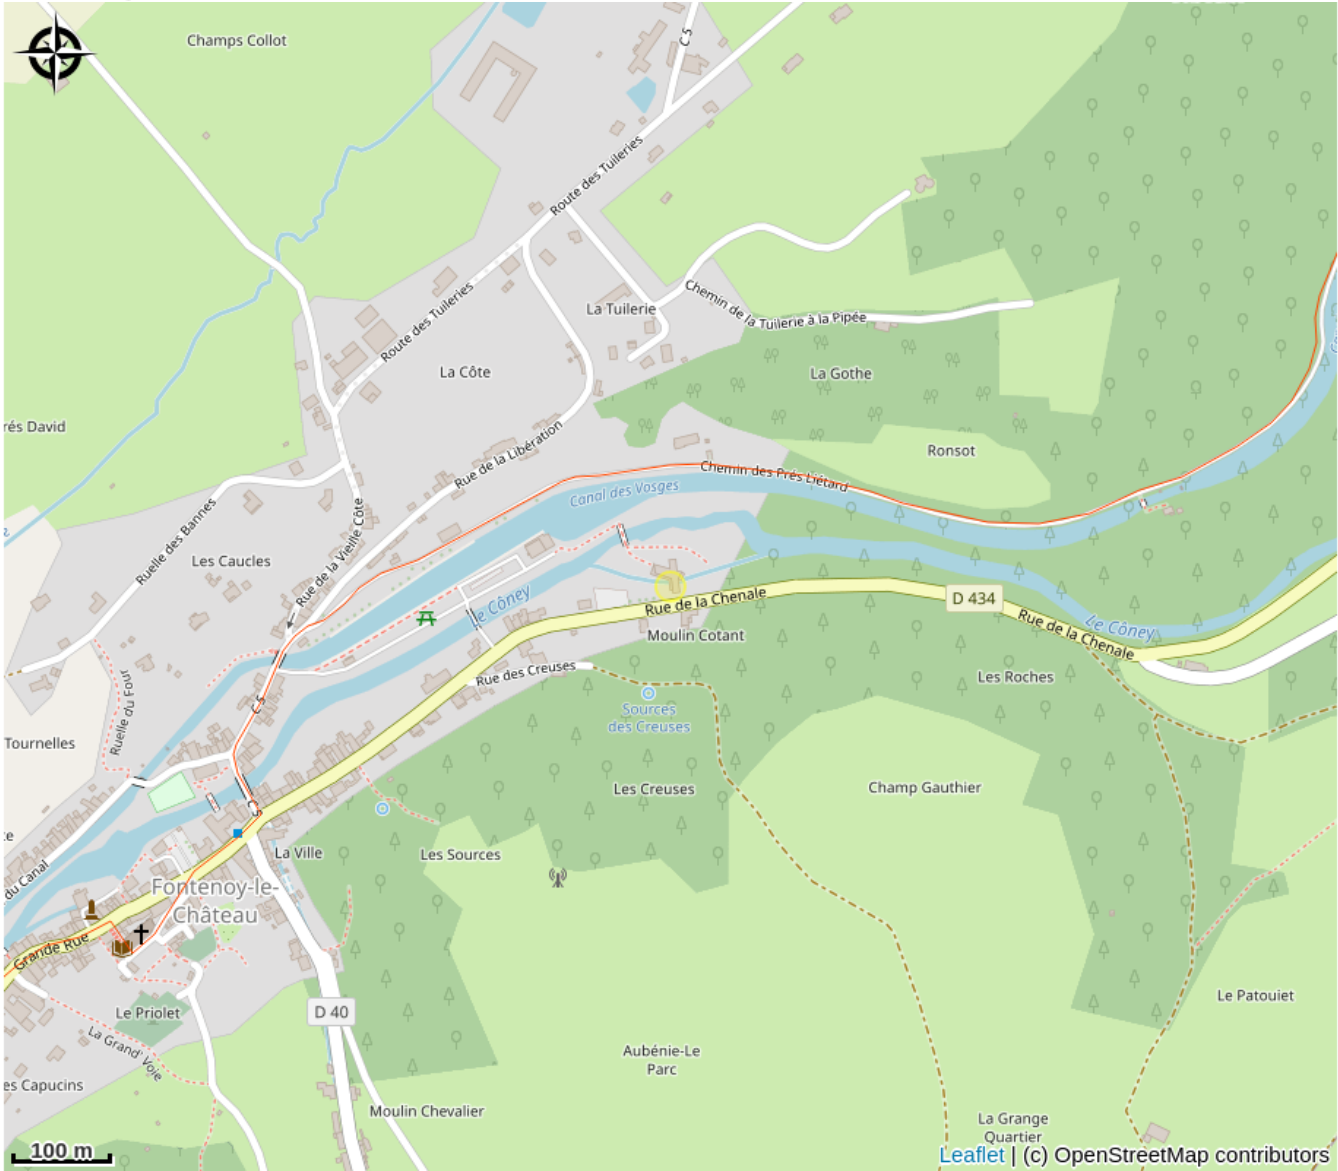 Champs Collot
C 5
Route des Tuileries
La Tuilerie
Chemin de la Tuilerie à la Pipée
Route des Tuileries
La Côte
La Gothe
rés David
Rue de la Libération
Ronsot
Chemin des Prés Liétard
Canal des Vosges
Ruelle des Bannes
Rue de la Vieille Côte
Les Caucles
Le Côney
Rue de la Chenale
D 434
Rue de la Chenale
Le Côney
Moulin Cotant
Rue des Creuses
Les Roches
Ruelle du Four
C 5
Sources
des Creuses
Tournelles
Les Creuses
Champ Gauthier
C 5
La Ville
Les Sources
du Canal
Fontenoy-le-
Château
Grande Rue
Le Priolet
D 40
Le Patouiet
La Grand' Voie
Aubénie-Le
Parc
es Capucins
Moulin Chevalier
La Grange
Quartier
100 m
Leaflet | (c) OpenStreetMap contributors